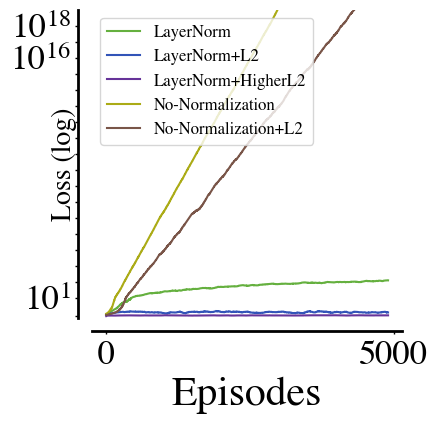 10^18
10^16
10^1
Loss (log)
LayerNorm
LayerNorm+L2
LayerNorm+HigherL2
No-Normalization
No-Normalization+L2
0
5000
Episodes